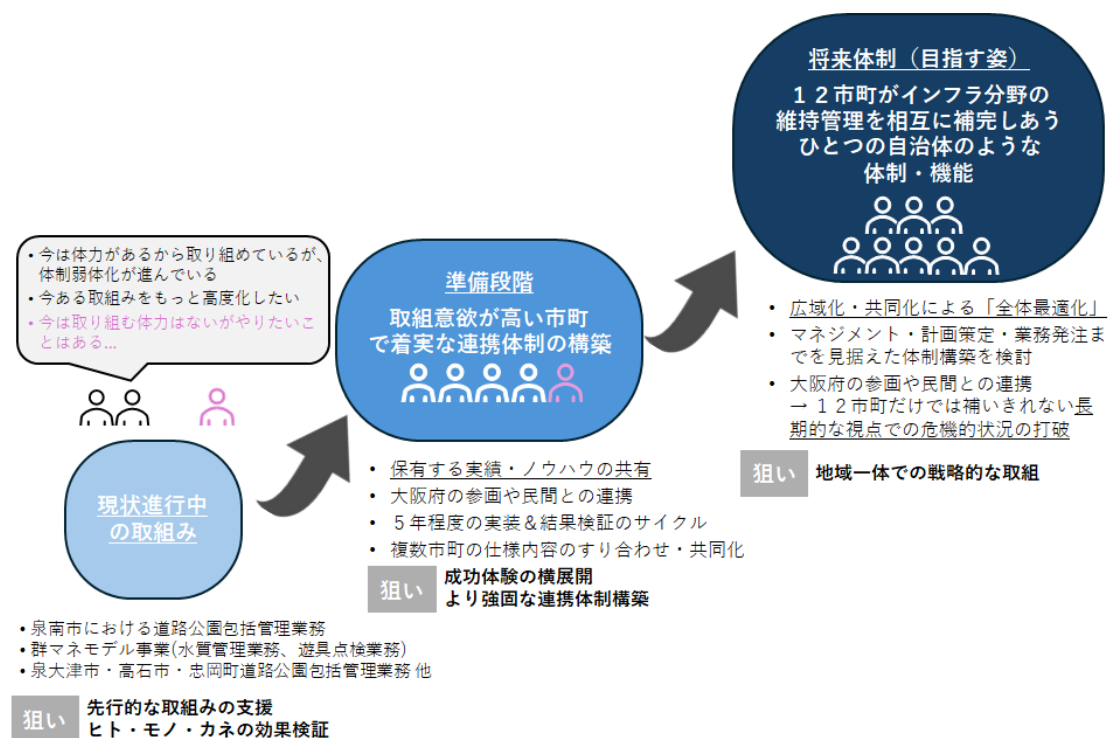 将来体制（目指す姿）
１２市町がインフラ分野の
維持管理を相互に補完しあう
ひとつの自治体のような
体制・機能
• 広域化・共同化による「全体最適化」
• マネジメント・計画策定・業務発注ま
でを見据えた体制構築を検討
• 大阪府の参画や民間との連携
→ １２市町だけでは補いきれない長
期的な視点での危機的状況の打破
狙い
地域一体での戦略的な取組
準備段階
取組意欲が高い市町
で着実な連携体制の構築
• 保有する実績・ノウハウの共有
• 大阪府の参画や民間との連携
• ５年程度の実装＆結果検証のサイクル
• 複数市町の仕様内容のすり合わせ・共同化
狙い
成功体験の横展開
より強固な連携体制構築
• 今は体力があるから取り組めているが、
体制弱体化が進んでいる
• 今ある取組みをもっと高度化したい
• 今は取り組む体力はないがやりたいこ
とはある...
現状進行中
の取組み
• 泉南市における道路公園包括管理業務
• 群マネモデル事業(水質管理業務、遊具点検業務)
• 泉大津市・高石市・忠岡町道路公園包括管理業務 他
狙い
先行的な取組みの支援
ヒト・モノ・カネの効果検証